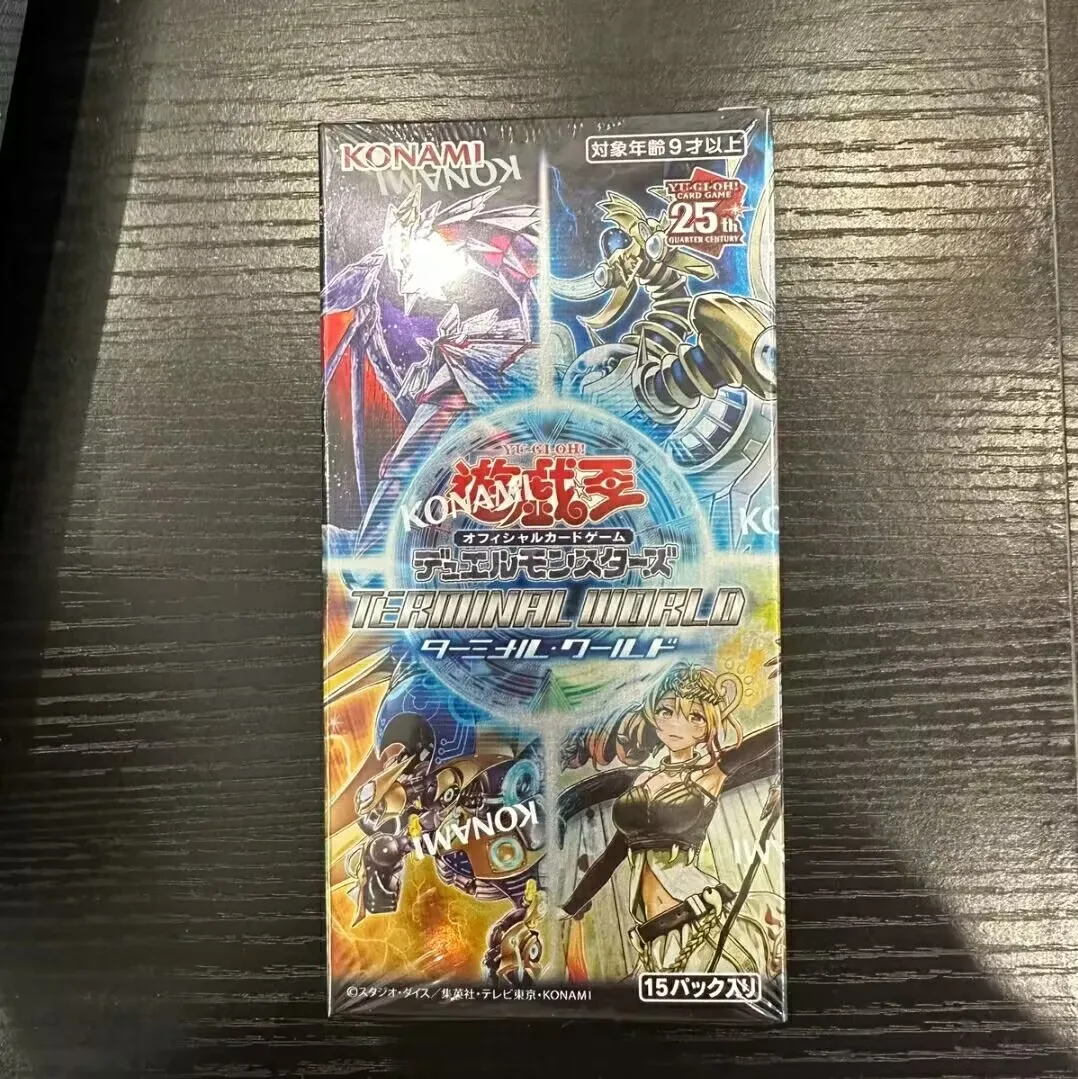 KONAMI
KONAMI
対象年齢9才以上
YU-GI-OH!
CARD GAME
25th
QUARTER CENTURY
YU-GI-OH!
遊戯王
KONAMI
オフィシャルカードゲーム
デュエルモンスターズ
TERMINAL WORLD
ターミナル・ワールド
KONAMI
©スタジオ・ダイス/集英社・テレビ東京・KONAMI
15パック入り